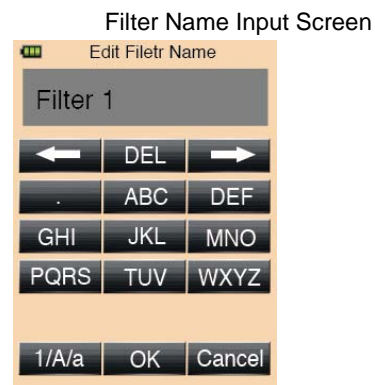 Filter Name Input Screen
Edit Filetr Name
Filter 1
DEL
. ABC DEF
GHI JKL MNO
PQRS TUV WXYZ
1/A/a OK Cancel